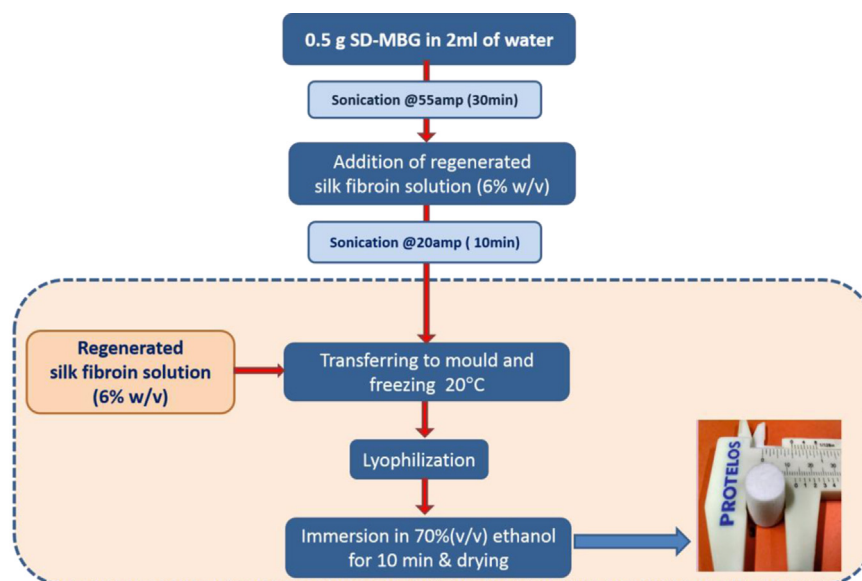 0.5 g SD-MBG in 2ml of water
Sonication @55amp (30min)
Addition of regenerated
silk fibroin solution (6% w/v)
Sonication @20amp ( 10min)
Regenerated
silk fibroin solution
(6% w/v)
Transferring to mould and
freezing 20°C
Lyophilization
Immersion in 70%(v/v) ethanol
for 10 min & drying
PROTELOS